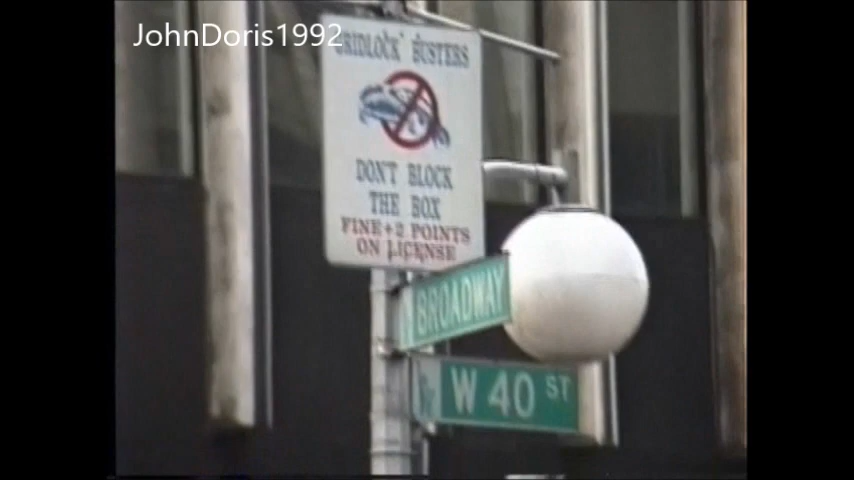 JohnDoris1992
GRIDLOCK BUSTERS
DON'T BLOCK
THE BOX
FINE + 2 POINTS
ON LICENSE
BROADWAY
W 40 ST